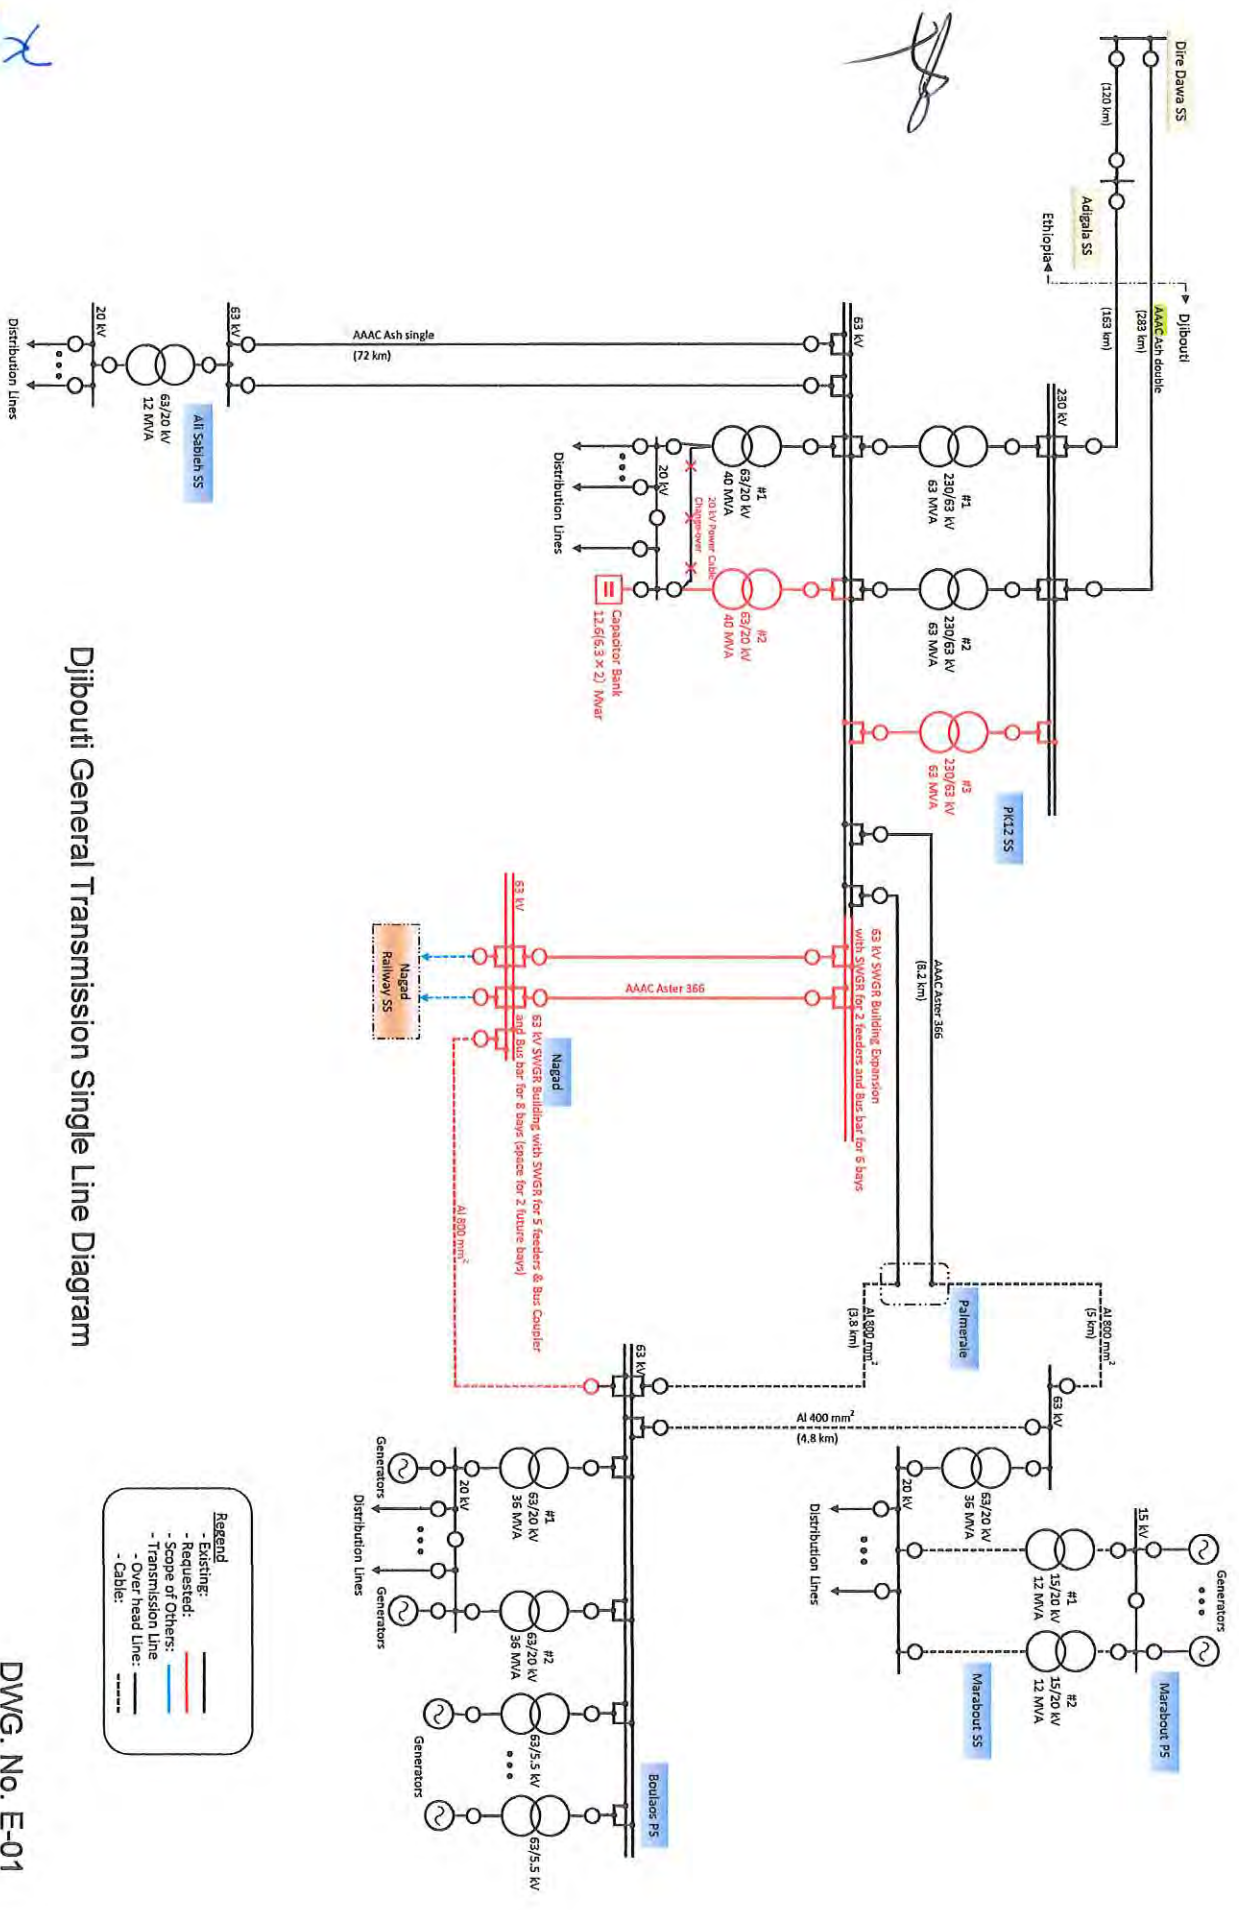 Dire Dawa SS
(120 km)
Adigala SS
Ethiopia
Djibouti
AAAC Ash double
(283 km)
(163 km)
230 kV
#1
230/63 kV
63 MVA
#2
230/63 kV
63 MVA
#3
230/63 kV
63 MVA
PK12 SS
63 kV
AAAC Ash single
(72 km)
63 kV
20 kV
63/20 kV
12 MVA
Ali Sabieh SS
Distribution Lines
#1
63/20 kV
40 MVA
20 kV Power Cable
Change-over
#2
63/20 kV
40 MVA
20 kV
Distribution Lines
Capacitor Bank
12.6(6.3×2) Mvar
63 kV SWGR Building Expansion
with SWGR for 2 feeders and Bus bar for 6 bays
AAAC Aster 366
(8.2 km)
AAAC Aster 366
63 kV
Nagad
Railway SS
Nagad
63 kV SWGR Building with SWGR for 5 feeders & Bus Coupler
and Bus bar for 8 bays (space for 2 future bays)
Al 800 mm²
Palmeraie
Al 800 mm²
(5 km)
Al 800 mm²
(3.8 km)
63 kV
63 kV
Al 400 mm²
(4.8 km)
63/20 kV
36 MVA
20 kV
Distribution Lines
15 kV
Generators
#1
15/20 kV
12 MVA
#2
15/20 kV
12 MVA
Marabout SS
Marabout PS
#1
63/20 kV
36 MVA
#2
63/20 kV
36 MVA
20 kV
Generators
Distribution Lines
Generators
63/5.5 kV
63/5.5 kV
Generators
Boulaos PS
Regend
- Existing:
- Requested:
- Scope of Others:
- Transmission Line
- Over head Line:
- Cable:
Djibouti General Transmission Single Line Diagram
DWG. No. E-01